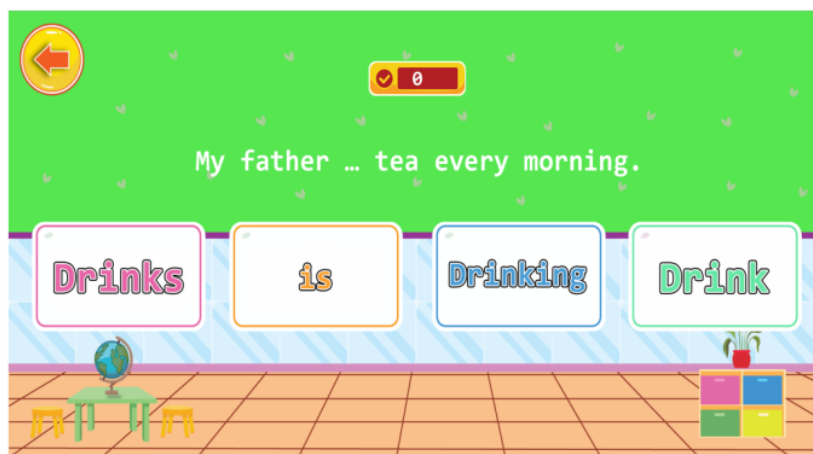 0
My father … tea every morning.
Drinks
is
Drinking
Drink